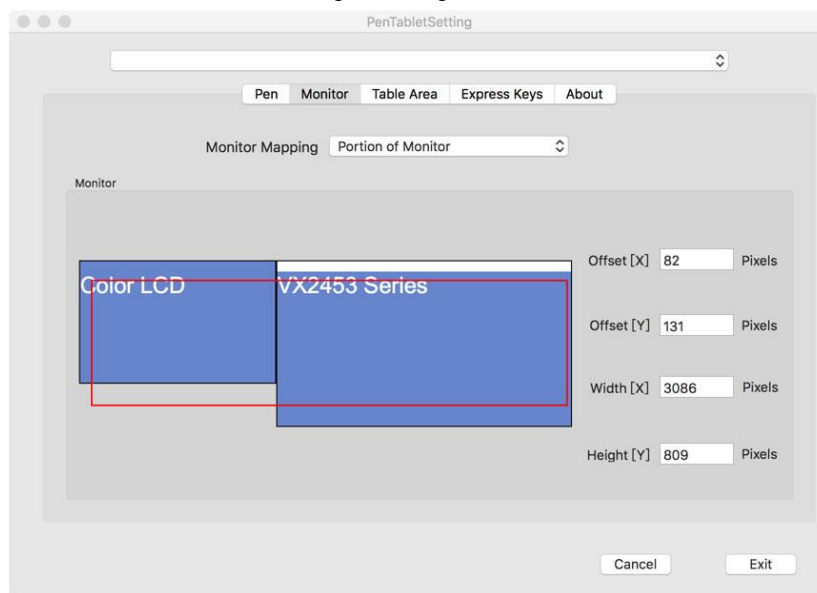 PenTabletSetting
Pen Monitor Table Area Express Keys About
Monitor Mapping Portion of Monitor
Monitor
Color LCD VX2453 Series
Offset [X] 82 Pixels
Offset [Y] 131 Pixels
Width [X] 3086 Pixels
Height [Y] 809 Pixels
Cancel Exit